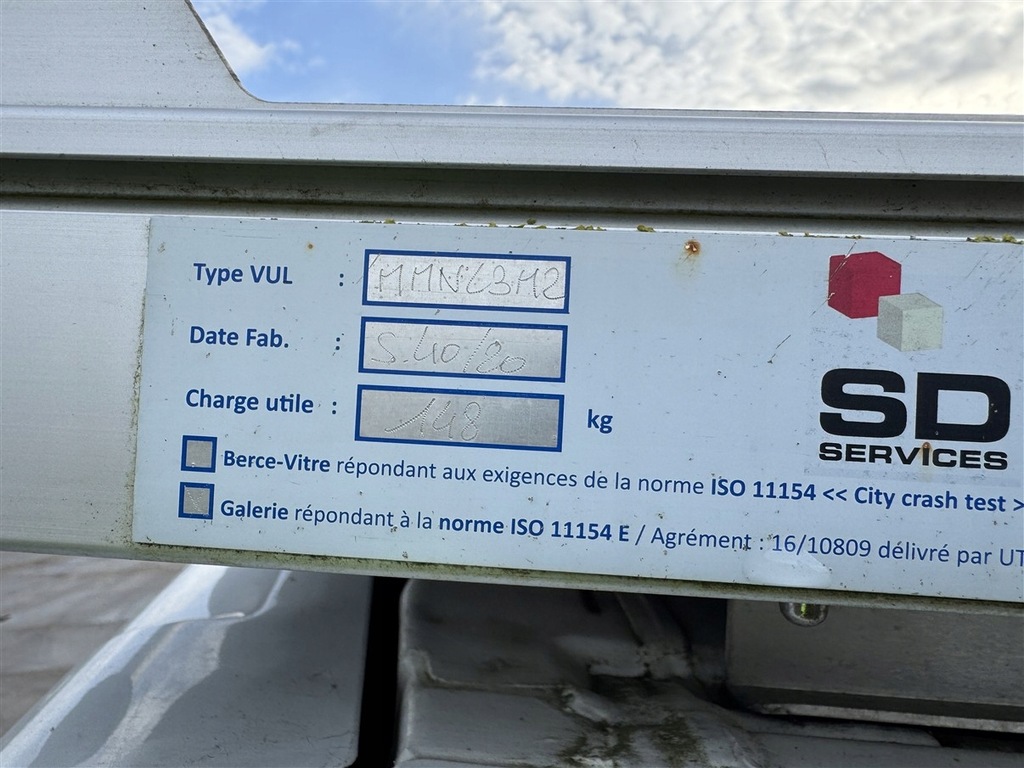 Type VUL : MMNL3H2
Date Fab. : S.40/20
Charge utile : 148 kg
Berce-Vitre répondant aux exigences de la norme ISO 11154 << City crash test >
Galerie répondant à la norme ISO 11154 E / Agrément : 16/10809 délivré par UT
SD
SERVICES